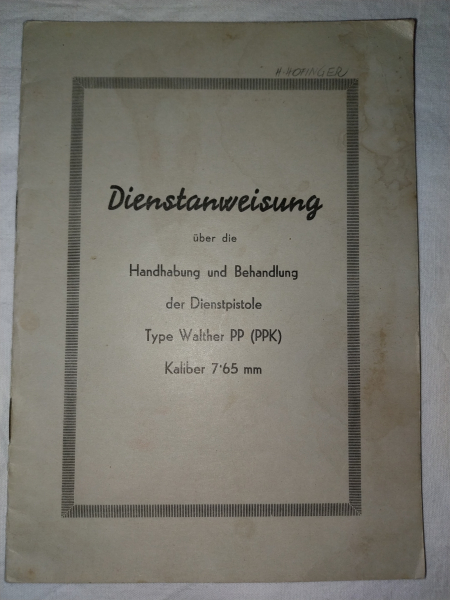 Dienstanweisung
über die
Handhabung und Behandlung
der Dienstpistole
Type Walther PP (PPK)
Kaliber 7'65 mm